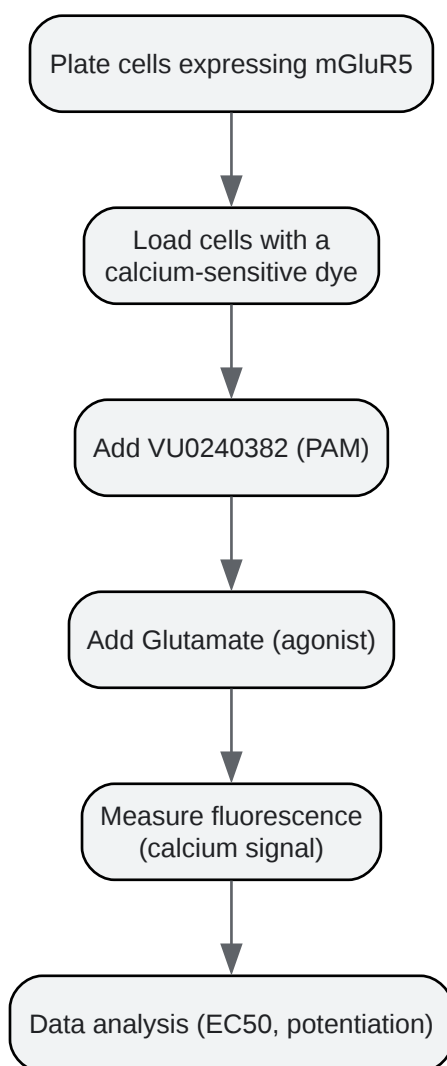 Plate cells expressing mGluR5
Load cells with a
calcium-sensitive dye
Add VU0240382 (PAM)
Add Glutamate (agonist)
Measure fluorescence
(calcium signal)
Data analysis (EC50, potentiation)